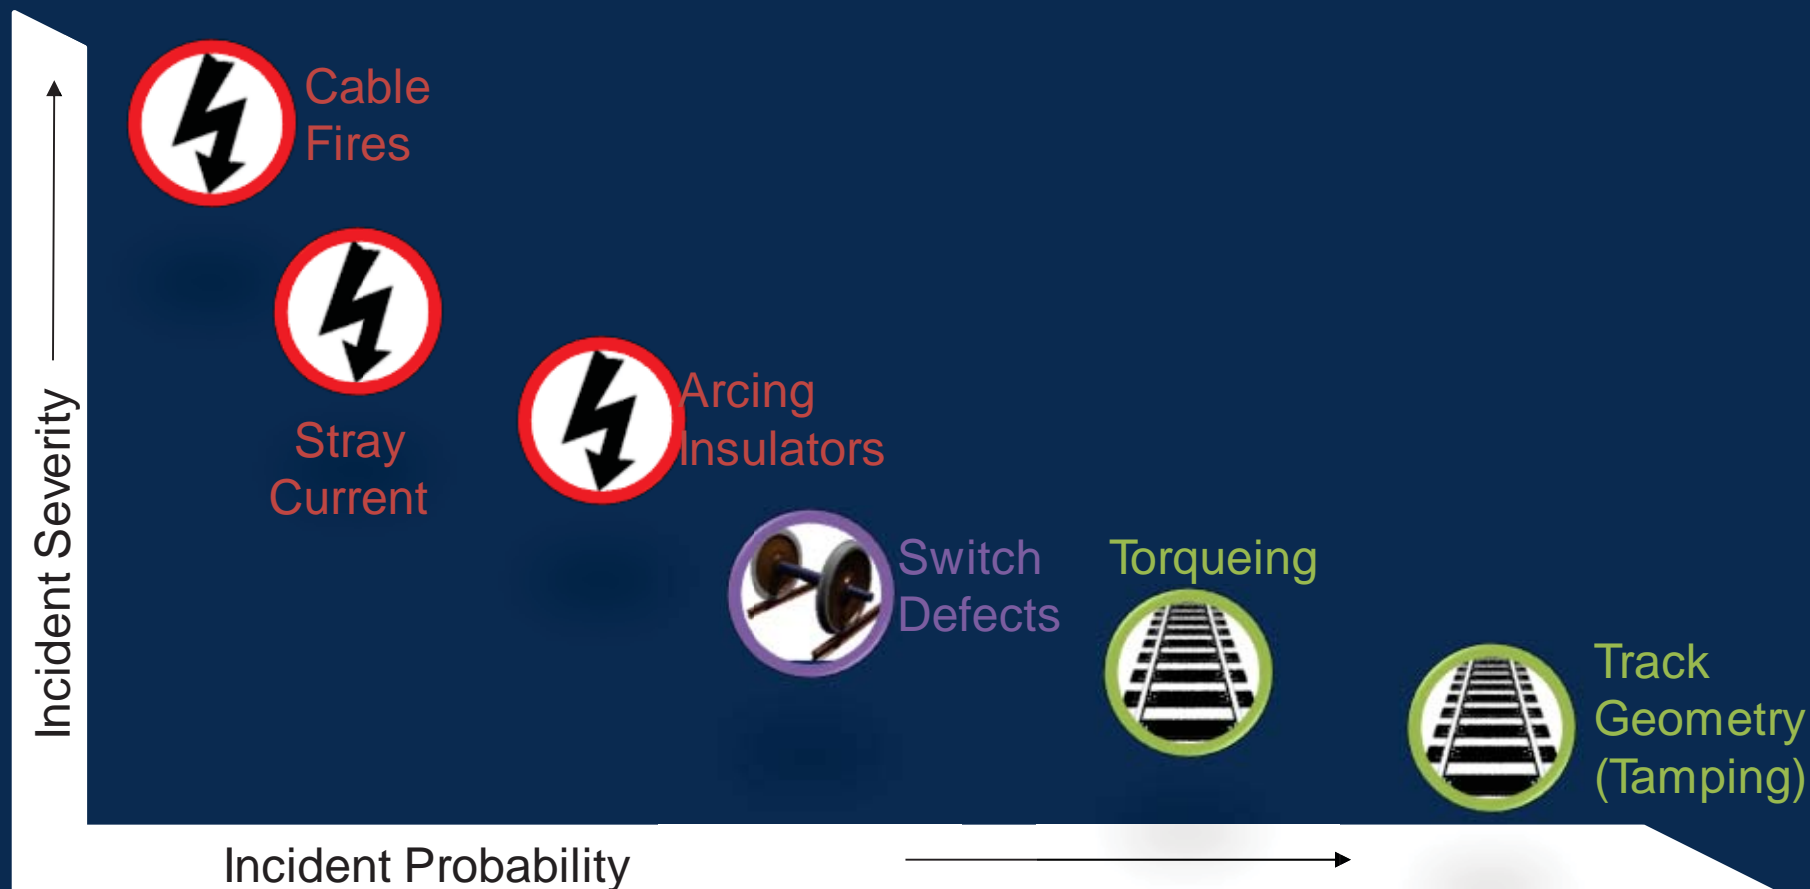 Cable
Fires
Stray
Current
Arcing
Insulators
Switch
Defects
Torqueing
Track
Geometry
(Tamping)
Incident Severity
Incident Probability